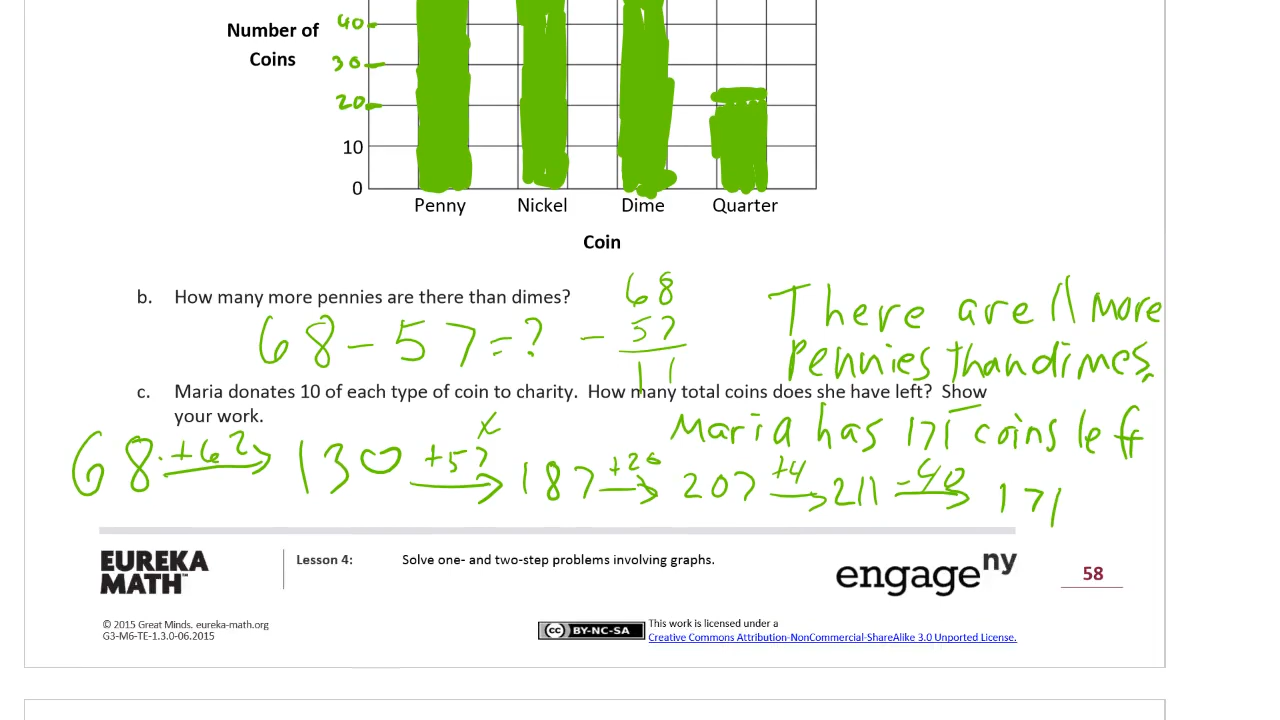 40
Number of
Coins
30
20
10
0
Penny Nickel Dime Quarter
Coin
b. How many more pennies are there than dimes?
68 - 57 = ?
68
- 57
11
There are 11 more
Pennies than dimes.
c. Maria donates 10 of each type of coin to charity. How many total coins does she have left? Show
your work.
Maria has 171 coins left
68 +62 130 +57 187 +20 207 +4 211 -40 171
EUREKA
MATH™
Lesson 4: Solve one- and two-step problems involving graphs.
engage ny
58
© 2015 Great Minds. eureka-math.org
G3-M6-TE-1.3.0-06.2015
cc BY-NC-SA
This work is licensed under a
Creative Commons Attribution-NonCommercial-ShareAlike 3.0 Unported License.